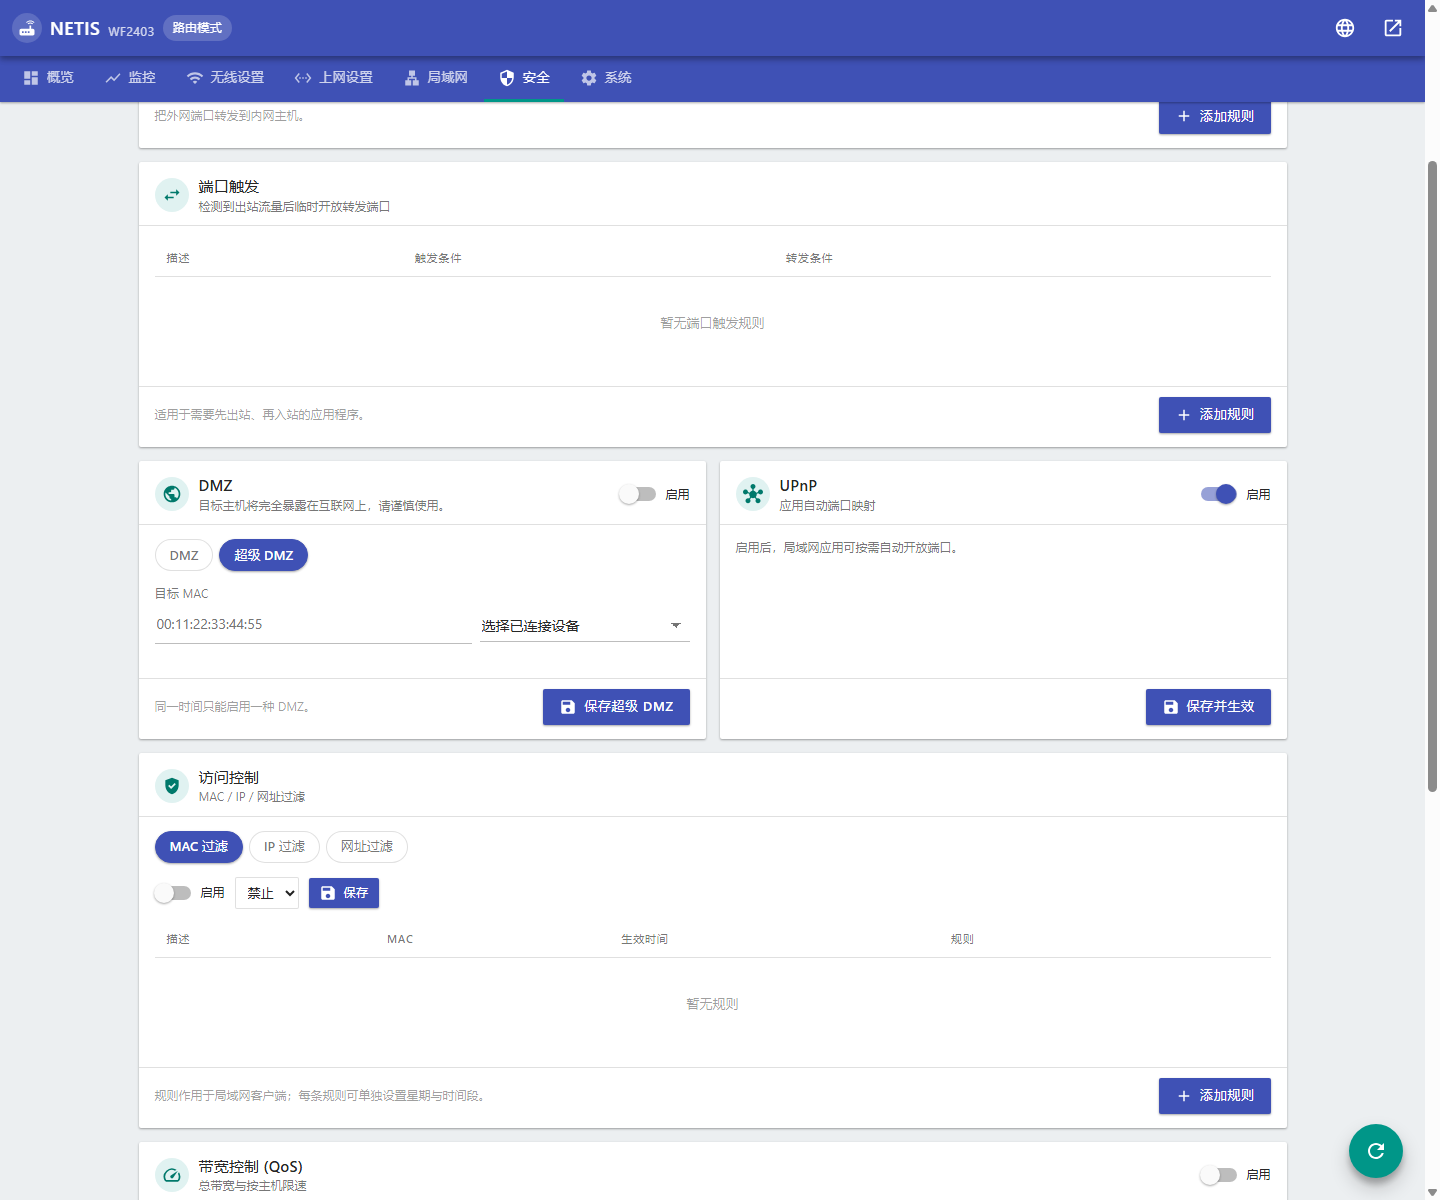 NETIS WF2403 路由模式
概览 监控 无线设置 上网设置 局域网 安全 系统
把外网端口转发到内网主机。 添加规则
端口触发
检测到出站流量后临时开放转发端口
描述 触发条件 转发条件
暂无端口触发规则
适用于需要先出站、再入站的应用程序。 添加规则
DMZ
目标主机将完全暴露在互联网上，请谨慎使用。
启用
DMZ 超级 DMZ
目标 MAC
00:11:22:33:44:55 选择已连接设备
同一时间只能启用一种 DMZ。 保存超级 DMZ
UPnP
应用自动端口映射
启用
启用后，局域网应用可按需自动开放端口。
保存并生效
访问控制
MAC / IP / 网址过滤
MAC 过滤 IP 过滤 网址过滤
启用 禁止 保存
描述 MAC 生效时间 规则
暂无规则
规则作用于局域网客户端；每条规则可单独设置星期与时间段。 添加规则
带宽控制 (QoS)
总带宽与按主机限速
启用